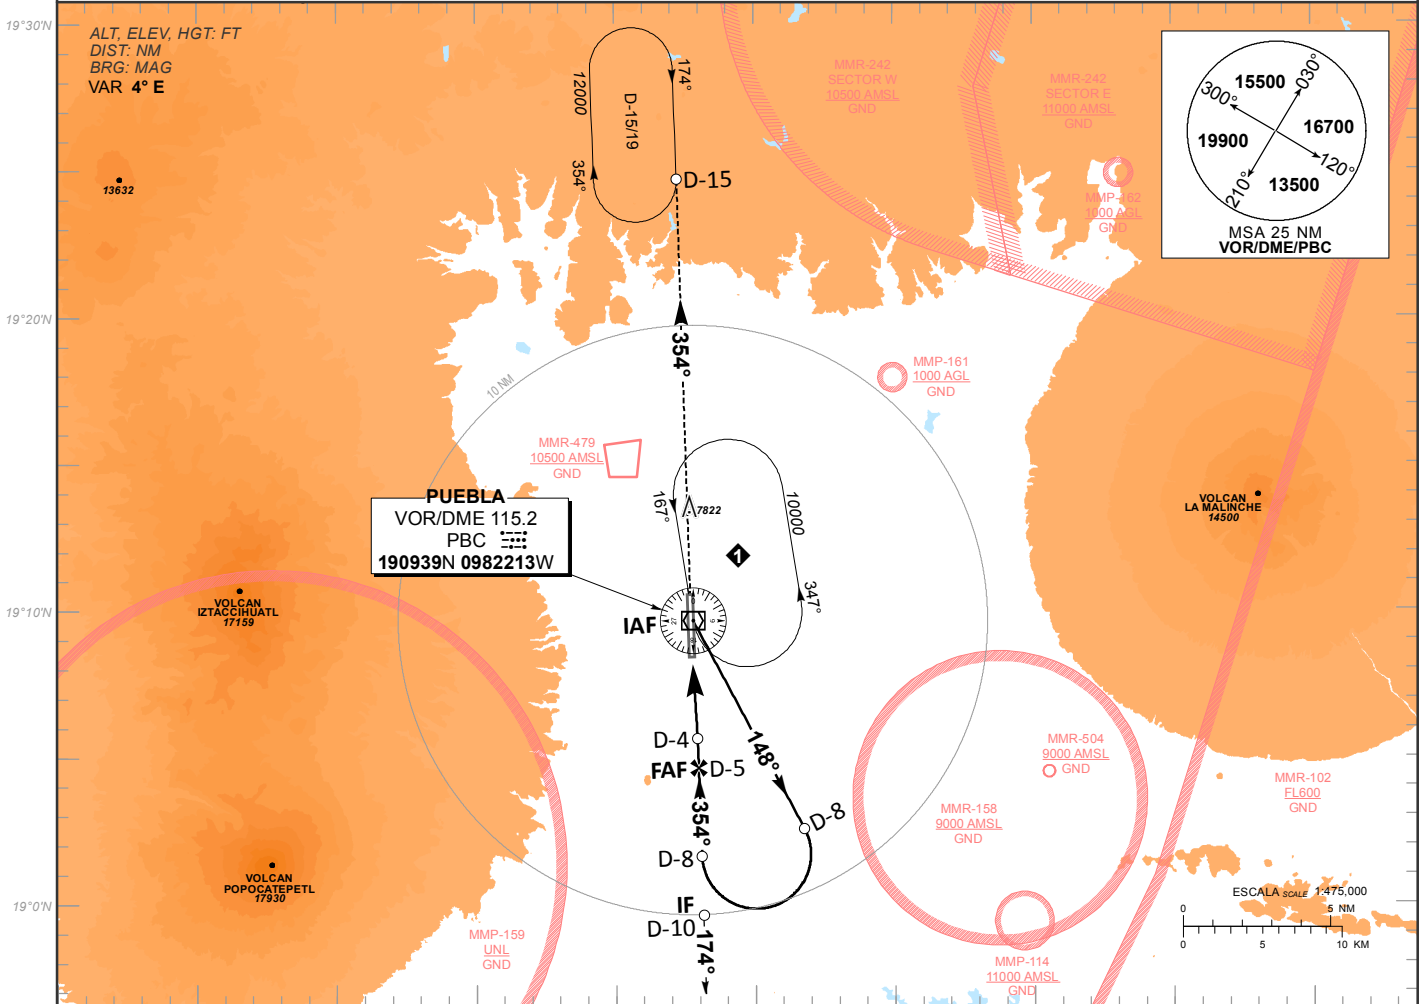 19°30'N
ALT, ELEV, HGT: FT
DIST: NM
BRG: MAG
VAR 4° E
12000
D-15/19
174°
354°
D-15
MMR-242
SECTOR W
10500 AMSL
GND
MMR-242
SECTOR E
11000 AMSL
GND
MMP-162
1000 AGL
GND
15500
030°
300°
16700
19900
120°
13500
210°
MSA 25 NM
VOR/DME/PBC
13632
19°20'N
354°
10 NM
MMP-161
1000 AGL
GND
MMR-479
10500 AMSL
GND
167°
7822
10000
1
347°
PUEBLA
VOR/DME 115.2
PBC
190939N 0982213W
VOLCAN
LA MALINCHE
14500
19°10'N
VOLCAN
IZTACCIHUATL
17159
IAF
D-4
FAF
D-5
148°
354°
D-8
D-8
MMR-504
9000 AMSL
GND
MMR-158
9000 AMSL
GND
MMR-102
FL600
GND
VOLCAN
POPOCATEPETL
17930
19°0'N
IF
D-10
174°
MMP-159
UNL
GND
MMP-114
11000 AMSL
GND
ESCALA SCALE 1:475,000
0 5 NM
0 5 10 KM